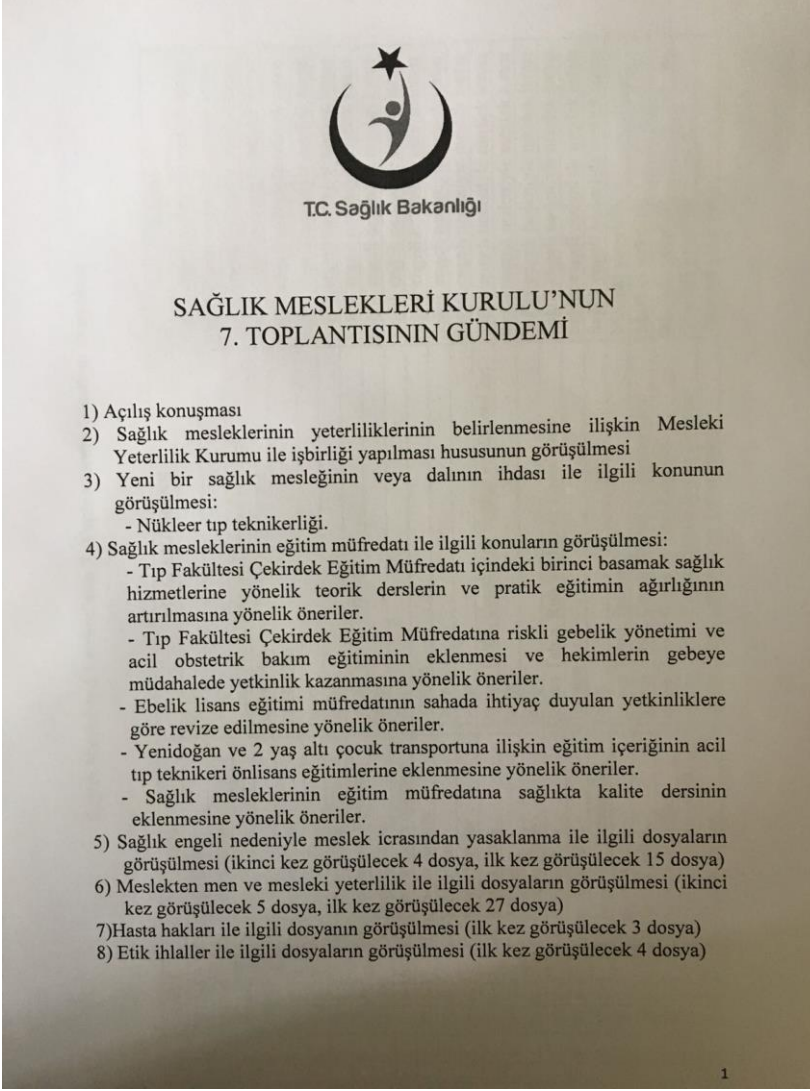 T.C. Sağlık Bakanlığı
SAĞLIK MESLEKLERİ KURULU'NUN
7. TOPLANTISININ GÜNDEMİ
1) Açılış konuşması
2) Sağlık mesleklerinin yeterliliklerinin belirlenmesine ilişkin Mesleki
Yeterlilik Kurumu ile işbirliği yapılması hususunun görüşülmesi
3) Yeni bir sağlık mesleğinin veya dalının ihdası ile ilgili konunun
görüşülmesi:
- Nükleer tıp teknikerliği.
4) Sağlık mesleklerinin eğitim müfredatı ile ilgili konuların görüşülmesi:
- Tıp Fakültesi Çekirdek Eğitim Müfredatı içindeki birinci basamak sağlık
hizmetlerine yönelik teorik derslerin ve pratik eğitimin ağırlığının
artırılmasına yönelik öneriler.
- Tıp Fakültesi Çekirdek Eğitim Müfredatına riskli gebelik yönetimi ve
acil obstetrik bakım eğitiminin eklenmesi ve hekimlerin gebeye
müdahalede yetkinlik kazanmasına yönelik öneriler.
- Ebelik lisans eğitimi müfredatının sahada ihtiyaç duyulan yetkinliklere
göre revize edilmesine yönelik öneriler.
- Yenidoğan ve 2 yaş altı çocuk transportuna ilişkin eğitim içeriğinin acil
tıp teknikeri önlisans eğitimlerine eklenmesine yönelik öneriler.
- Sağlık mesleklerinin eğitim müfredatına sağlıkta kalite dersinin
eklenmesine yönelik öneriler.
5) Sağlık engeli nedeniyle meslek icrasından yasaklanma ile ilgili dosyaların
görüşülmesi (ikinci kez görüşülecek 4 dosya, ilk kez görüşülecek 15 dosya)
6) Meslekten men ve mesleki yeterlilik ile ilgili dosyaların görüşülmesi (ikinci
kez görüşülecek 5 dosya, ilk kez görüşülecek 27 dosya)
7)Hasta hakları ile ilgili dosyanın görüşülmesi (ilk kez görüşülecek 3 dosya)
8) Etik ihlaller ile ilgili dosyaların görüşülmesi (ilk kez görüşülecek 4 dosya)
1